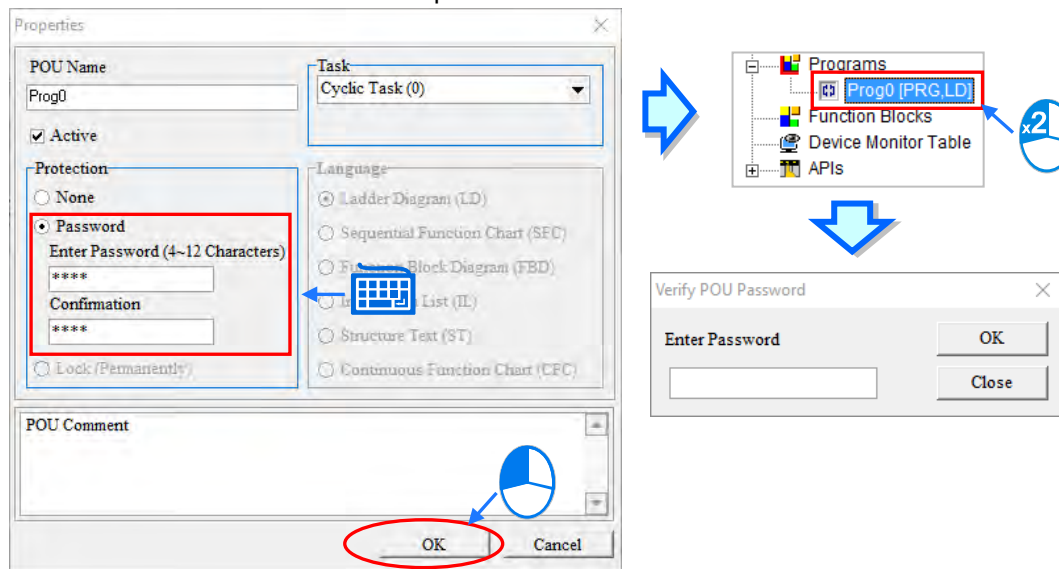 Properties
POU Name
Prog0
Active
Protection
None
Password
Enter Password (4~12 Characters)
****
Confirmation
****
Lock (Permanently)
Task
Cyclic Task (0)
Language
Ladder Diagram (LD)
Sequential Function Chart (SFC)
Block Diagram (FBD)
List (IL)
Structure Text (ST)
Continuous Function Chart (CFC)
POU Comment
OK
Cancel
Programs
Prog0 [PRG,LD]
Function Blocks
Device Monitor Table
APIs
x2
Verify POU Password
Enter Password
OK
Close